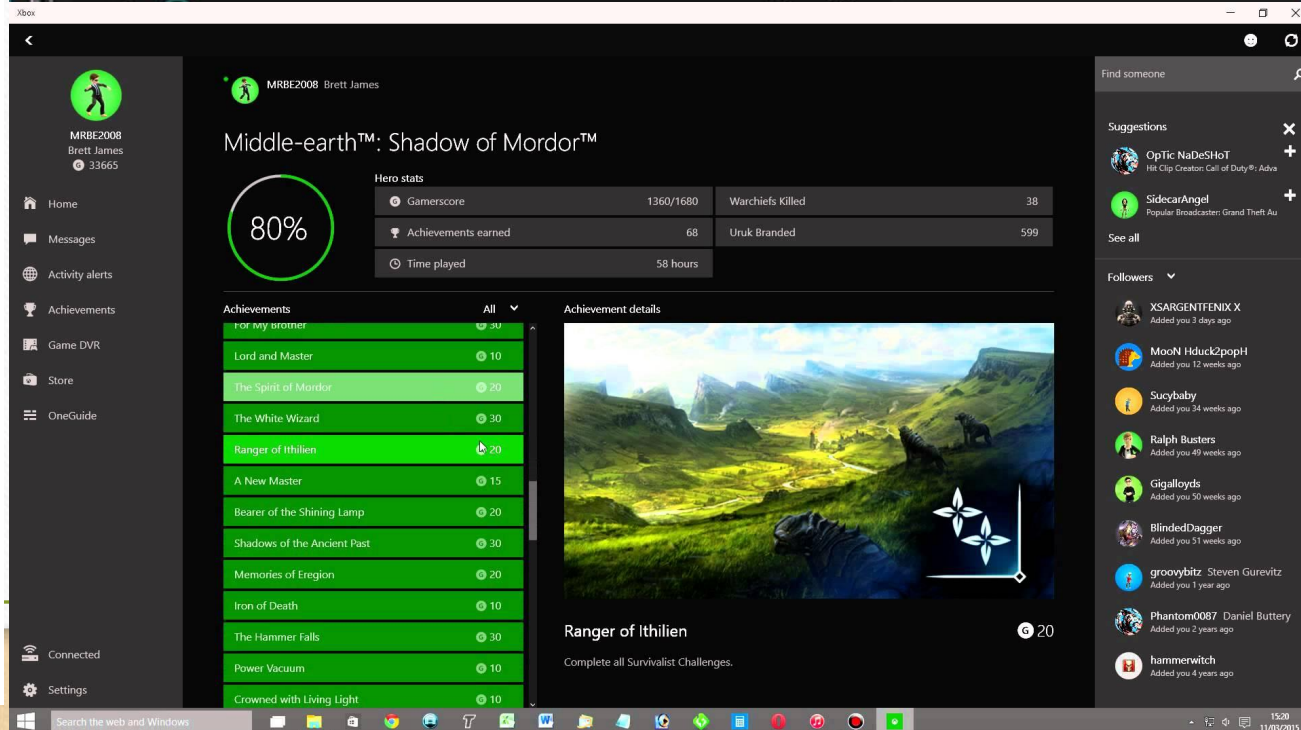 Xbox
MRBE2008
Brett James
G 33665
Home
Messages
Activity alerts
Achievements
Game DVR
Store
OneGuide
Connected
Settings
MRBE2008 Brett James
Middle-earth™: Shadow of Mordor™
80%
Hero stats
G Gamerscore 1360/1680
Warchiefs Killed 38
Achievements earned 68
Uruk Branded 599
Time played 58 hours
Achievements All
For My Brother G 30
Lord and Master G 10
The Spirit of Mordor G 20
The White Wizard G 30
Ranger of Ithilien G 20
A New Master G 15
Bearer of the Shining Lamp G 20
Shadows of the Ancient Past G 30
Memories of Eregion G 20
Iron of Death G 10
The Hammer Falls G 30
Power Vacuum G 10
Crowned with Living Light G 10
Achievement details
Ranger of Ithilien G 20
Complete all Survivalist Challenges.
Find someone
Suggestions
OpTic NaDeSHoT
Hit Clip Creator: Call of Duty®: Adva
SidecarAngel
Popular Broadcaster: Grand Theft Au
See all
Followers
XSARGENTFENIX X
Added you 3 days ago
MooN Hduck2popH
Added you 12 weeks ago
Sucybaby
Added you 34 weeks ago
Ralph Busters
Added you 49 weeks ago
Gigalloyds
Added you 50 weeks ago
BlindedDagger
Added you 51 weeks ago
groovybitz Steven Gurevitz
Added you 1 year ago
Phantom0087 Daniel Buttery
Added you 2 years ago
hammerwitch
Added you 4 years ago
Search the web and Windows
15:20
11/03/2015